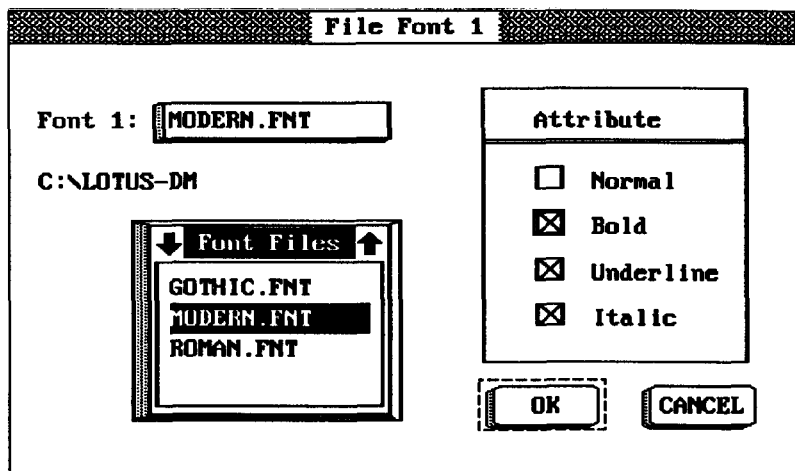 File Font 1
Font 1: MODERN.FNT
C:\LOTUS-DM
Font Files
GOTHIC.FNT
MODERN.FNT
ROMAN.FNT
Attribute
Normal
Bold
Underline
Italic
OK
CANCEL